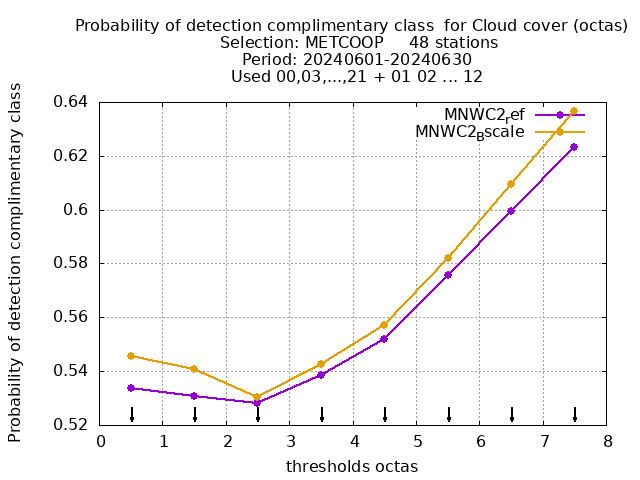 Probability of detection complimentary class  for Cloud cover (octas)
Selection: METCOOP     48 stations
Period: 20240601-20240630
Used 00,03,...,21 + 01 02 ... 12
Probability of detection complimentary class
0.64
0.62
0.6
0.58
0.56
0.54
0.52
MNWC2ref
MNWC2Bscale
0 1 2 3 4 5 6 7 8
thresholds octas